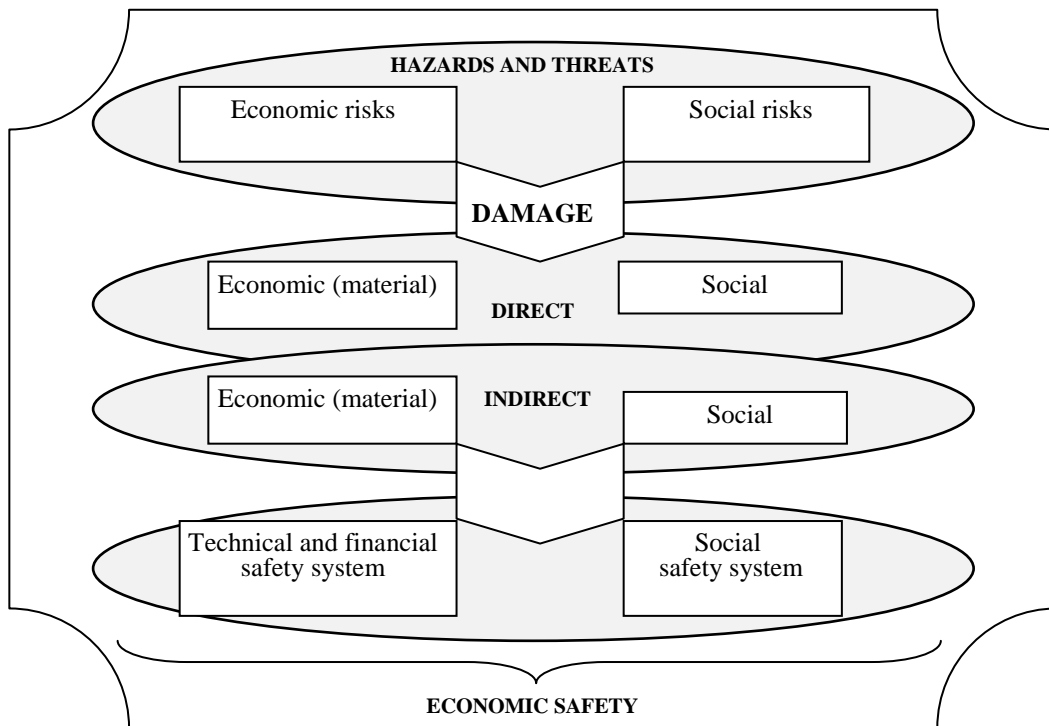 HAZARDS AND THREATS
Economic risks
Social risks
DAMAGE
Economic (material)
Social
DIRECT
Economic (material)
INDIRECT
Social
Technical and financial
safety system
Social
safety system
ECONOMIC SAFETY